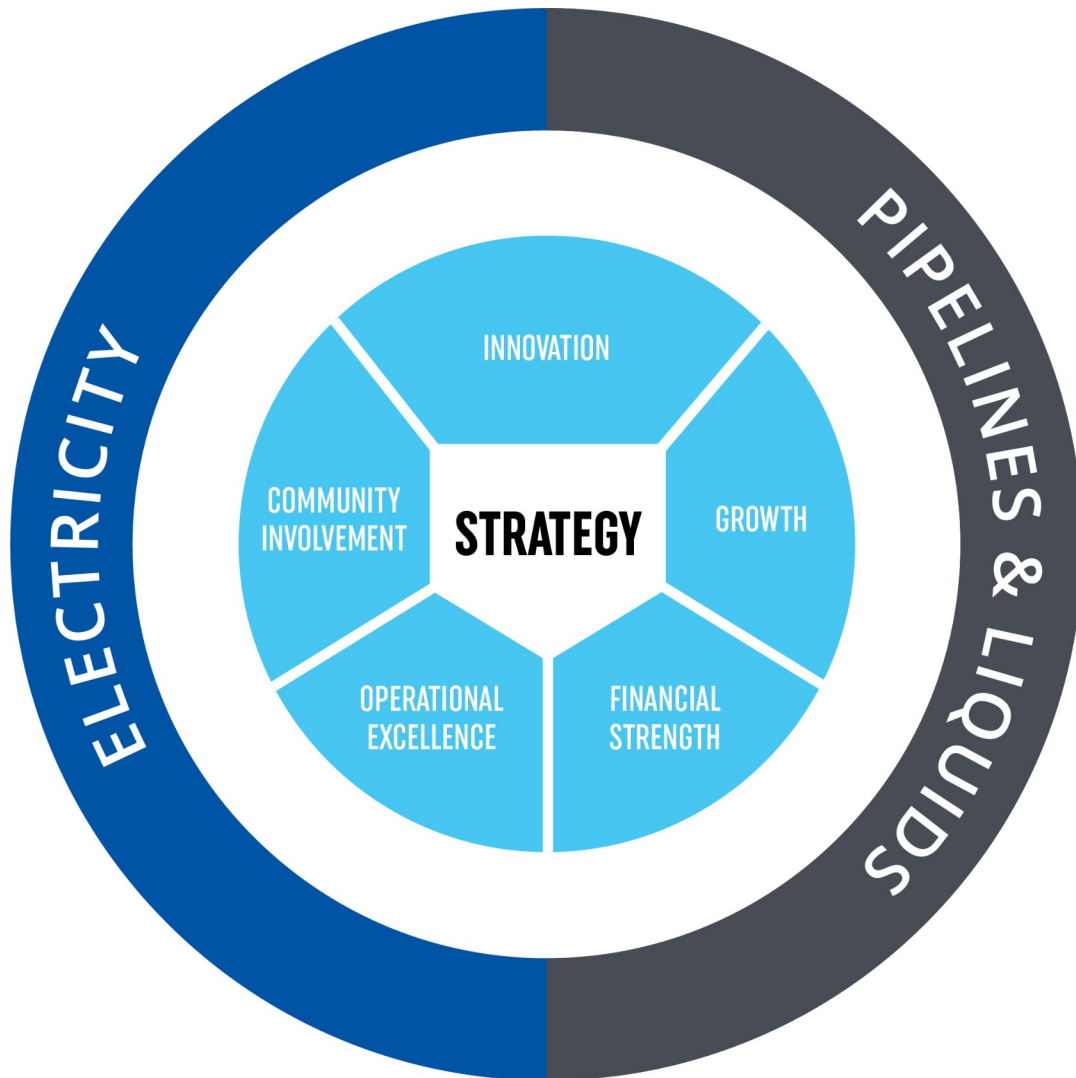 ELECTRICITY
PIPELINES & LIQUIDS
INNOVATION
COMMUNITY
INVOLVEMENT
STRATEGY
GROWTH
OPERATIONAL
EXCELLENCE
FINANCIAL
STRENGTH